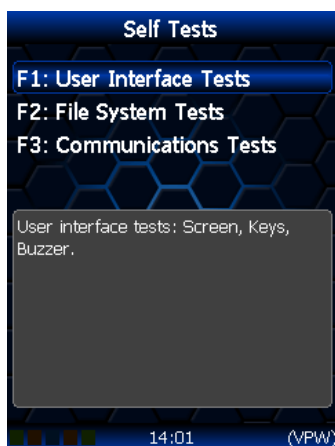 Self Tests
F1: User Interface Tests
F2: File System Tests
F3: Communications Tests
User interface tests: Screen, Keys,
Buzzer.
14:01 (VPW)